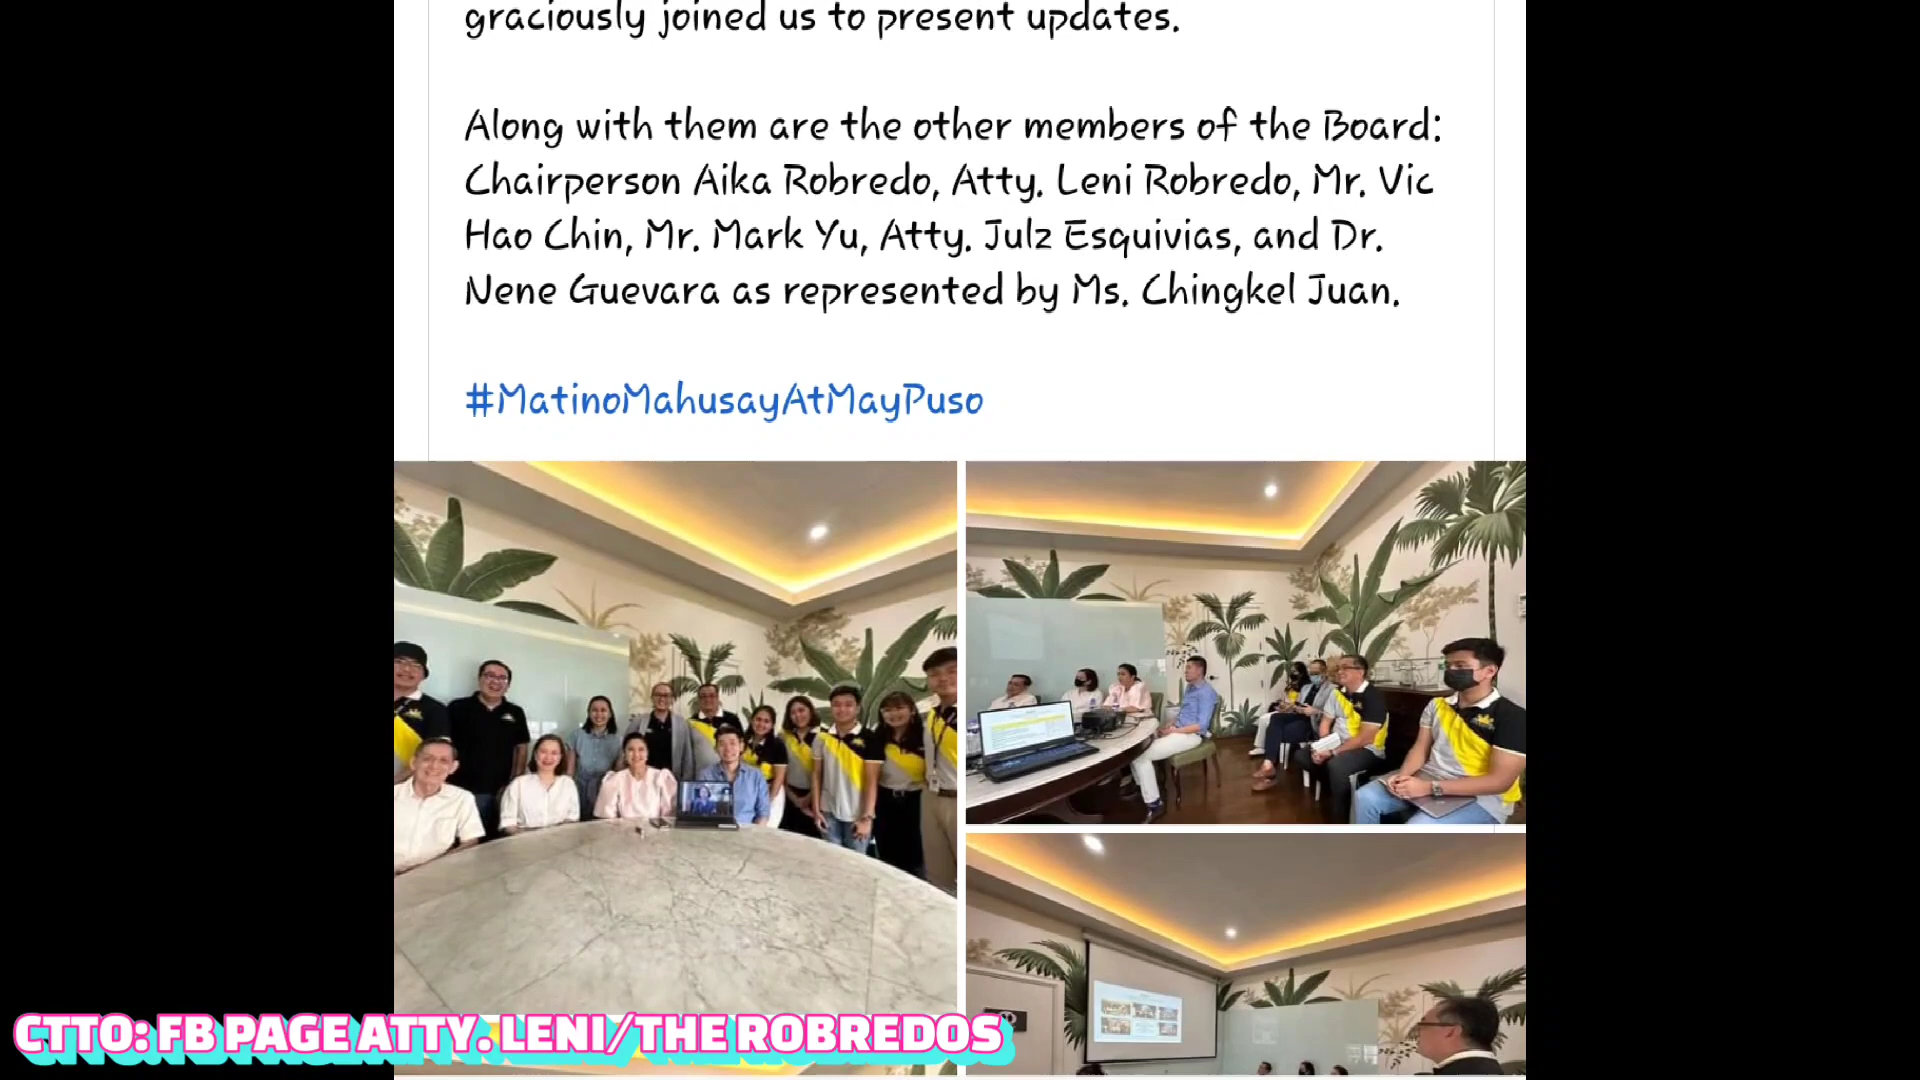 graciously joined us to present updates.
Along with them are the other members of the Board:
Chairperson Aika Robredo, Atty. Leni Robredo, Mr. Vic
Hao Chin, Mr. Mark Yu, Atty. Julz Esquivias, and Dr.
Nene Guevara as represented by Ms. Chingkel Juan.
#MatinoMahusayAtMayPuso
CTTO: FB PAGE ATTY. LENI/THE ROBREDOS